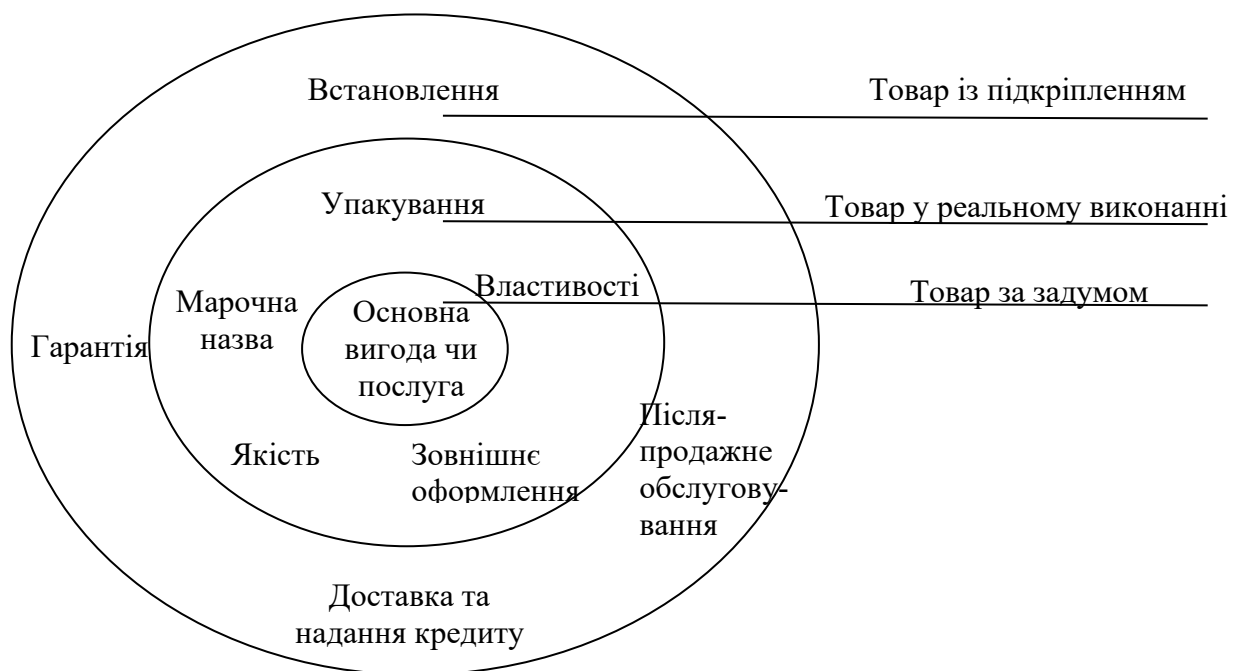 Встановлення
Товар із підкріпленням
Упакування
Товар у реальному виконанні
Властивості
Товар за задумом
Марочна
назва
Основна
вигода чи
послуга
Гарантія
Якість
Зовнішнє
оформлення
Після-
продажне
обслугову-
вання
Доставка та
надання кредиту